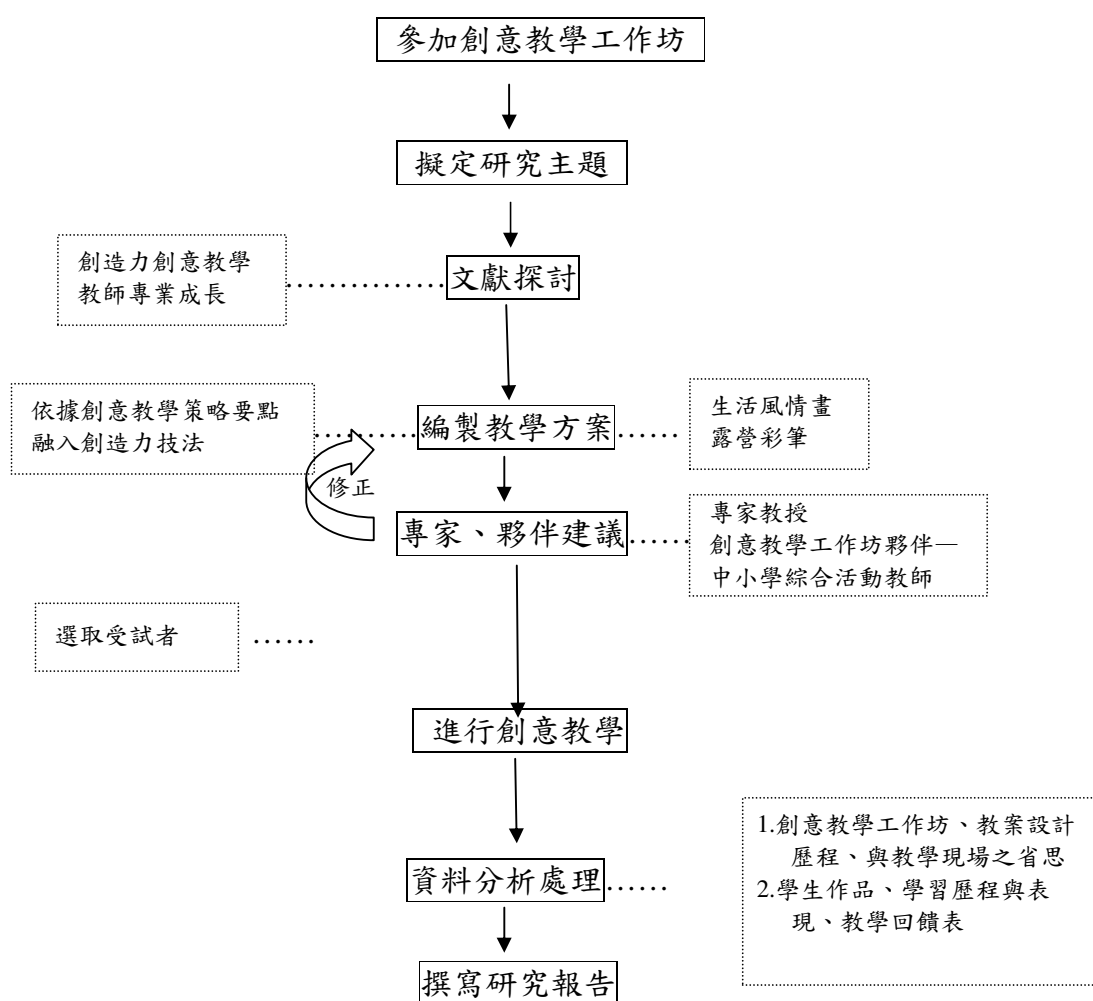 參加創意教學工作坊
擬定研究主題
創造力創意教學
教師專業成長
……………
文獻探討
依據創意教學策略要點
融入創造力技法
………
編製教學方案
……
生活風情畫
露營彩筆
修正
專家、夥伴建議
……
專家教授
創意教學工作坊夥伴—
中小學綜合活動教師
選取受試者
……
進行創意教學
資料分析處理
……
1.創意教學工作坊、教案設計
歷程、與教學現場之省思
2.學生作品、學習歷程與表
現、教學回饋表
撰寫研究報告